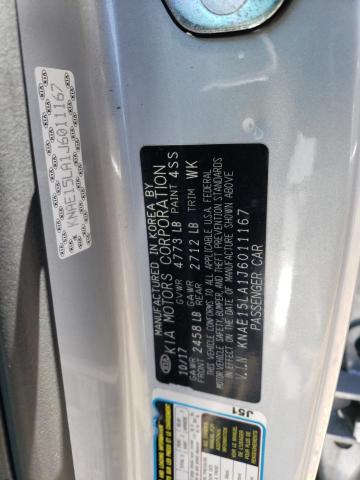 KNAE15LA1J6011167
MANUFACTURED IN KOREA BY
KIA MOTORS CORPORATION
10/17 GVWR 4773 LB PAINT 4SS
GAWR FRONT 2458 LB GAWR REAR 2712 LB TRIM WK
THIS VEHICLE CONFORMS TO ALL APPLICABLE U.S.A. FEDERAL
MOTOR VEHICLE SAFETY, BUMPER, AND THEFT PREVENTION STANDARDS
IN EFFECT ON THE DATE OF MANUFACTURE SHOWN ABOVE
V.I.N KNAE15LA1J6011167
PASSENGER CAR
J51